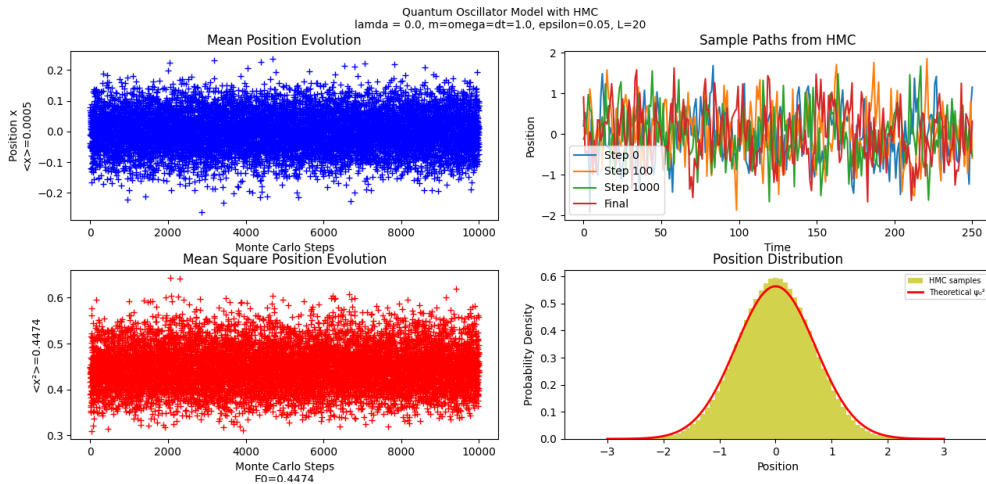 Quantum Oscillator Model with HMC
lamda = 0.0, m=omega=dt=1.0, epsilon=0.05, L=20
Mean Position Evolution
Position x
<x>=0.0005
0.2
0.1
0.0
−0.1
−0.2
0 2000 4000 6000 8000 10000
Monte Carlo Steps
Sample Paths from HMC
Position
2
1
0
−1
−2
Step 0
Step 100
Step 1000
Final
0 50 100 150 200 250
Time
Mean Square Position Evolution
<x²>=0.4474
0.6
0.5
0.4
0.3
0 2000 4000 6000 8000 10000
Monte Carlo Steps
E0=0.4474
Position Distribution
Probability Density
0.6
0.5
0.4
0.3
0.2
0.1
0.0
HMC samples
Theoretical ψ₀²
−3 −2 −1 0 1 2 3
Position